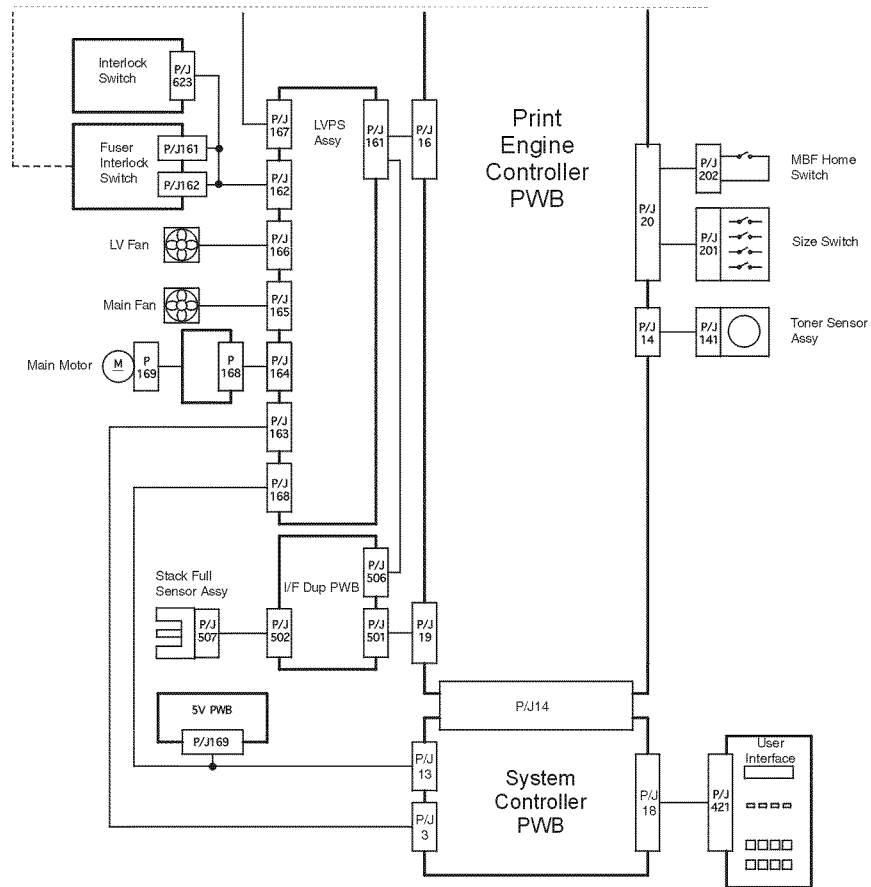 Interlock
Switch
P/J
623
Fuser
Interlock
Switch
P/J161
P/J162
LV Fan
Main Fan
Main Motor
M
P
169
P
168
P/J
167
P/J
162
P/J
166
P/J
165
P/J
164
P/J
163
P/J
168
LVPS
Assy
P/J
161
P/J
16
Print
Engine
Controller
PWB
P/J
20
P/J
202
MBF Home
Switch
P/J
201
Size Switch
P/J
14
P/J
141
Toner Sensor
Assy
Stack Full
Sensor Assy
P/J
507
P/J
502
I/F Dup PWB
P/J
506
P/J
501
P/J
19
P/J14
5V PWB
P/J169
P/J
13
P/J
3
System
Controller
PWB
P/J
18
P/J
421
User
Interface